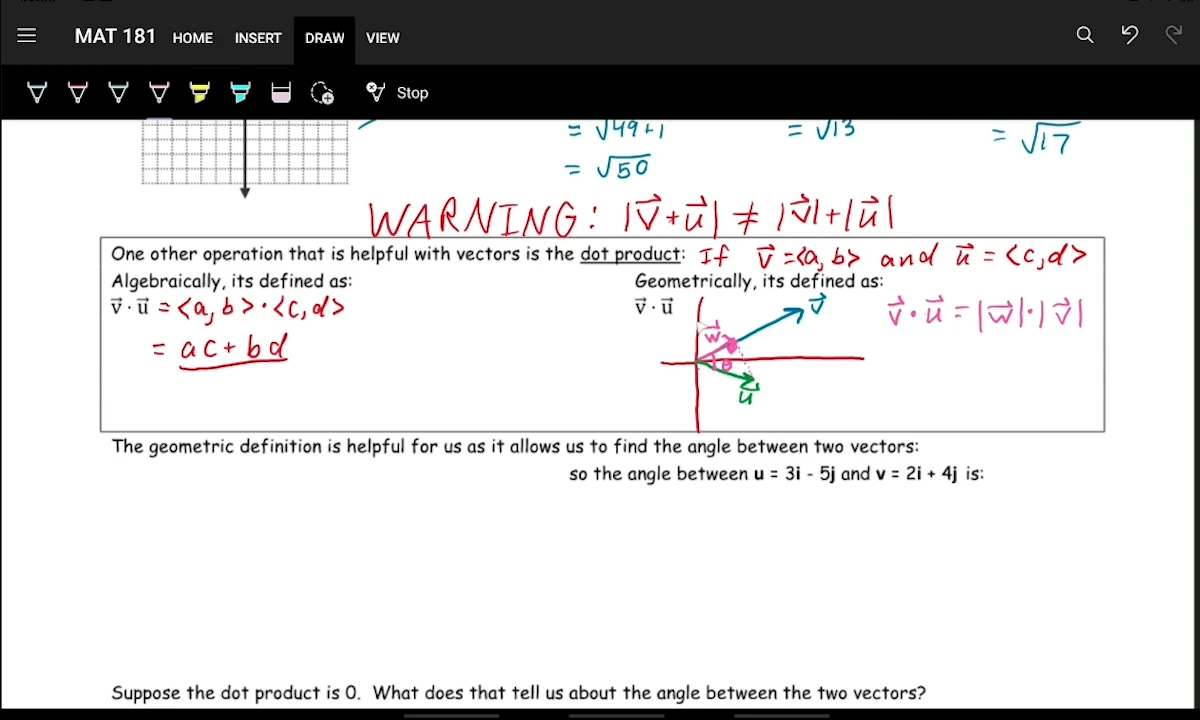 MAT 181 HOME INSERT DRAW VIEW
Stop
= √49+1 = √13 = √17
= √50
WARNING: |v⃗+u⃗| ≠ |v⃗|+|u⃗|
One other operation that is helpful with vectors is the dot product: If v⃗ = <a, b> and u⃗ = <c, d>
Algebraically, its defined as: Geometrically, its defined as:
v⃗ · u⃗ = <a, b> · <c, d> v⃗ · u⃗ v⃗ v⃗ · u⃗ = |w⃗| · |v⃗|
= ac + bd w⃗ θ
u⃗
The geometric definition is helpful for us as it allows us to find the angle between two vectors:
so the angle between u = 3i - 5j and v = 2i + 4j is:
Suppose the dot product is 0. What does that tell us about the angle between the two vectors?